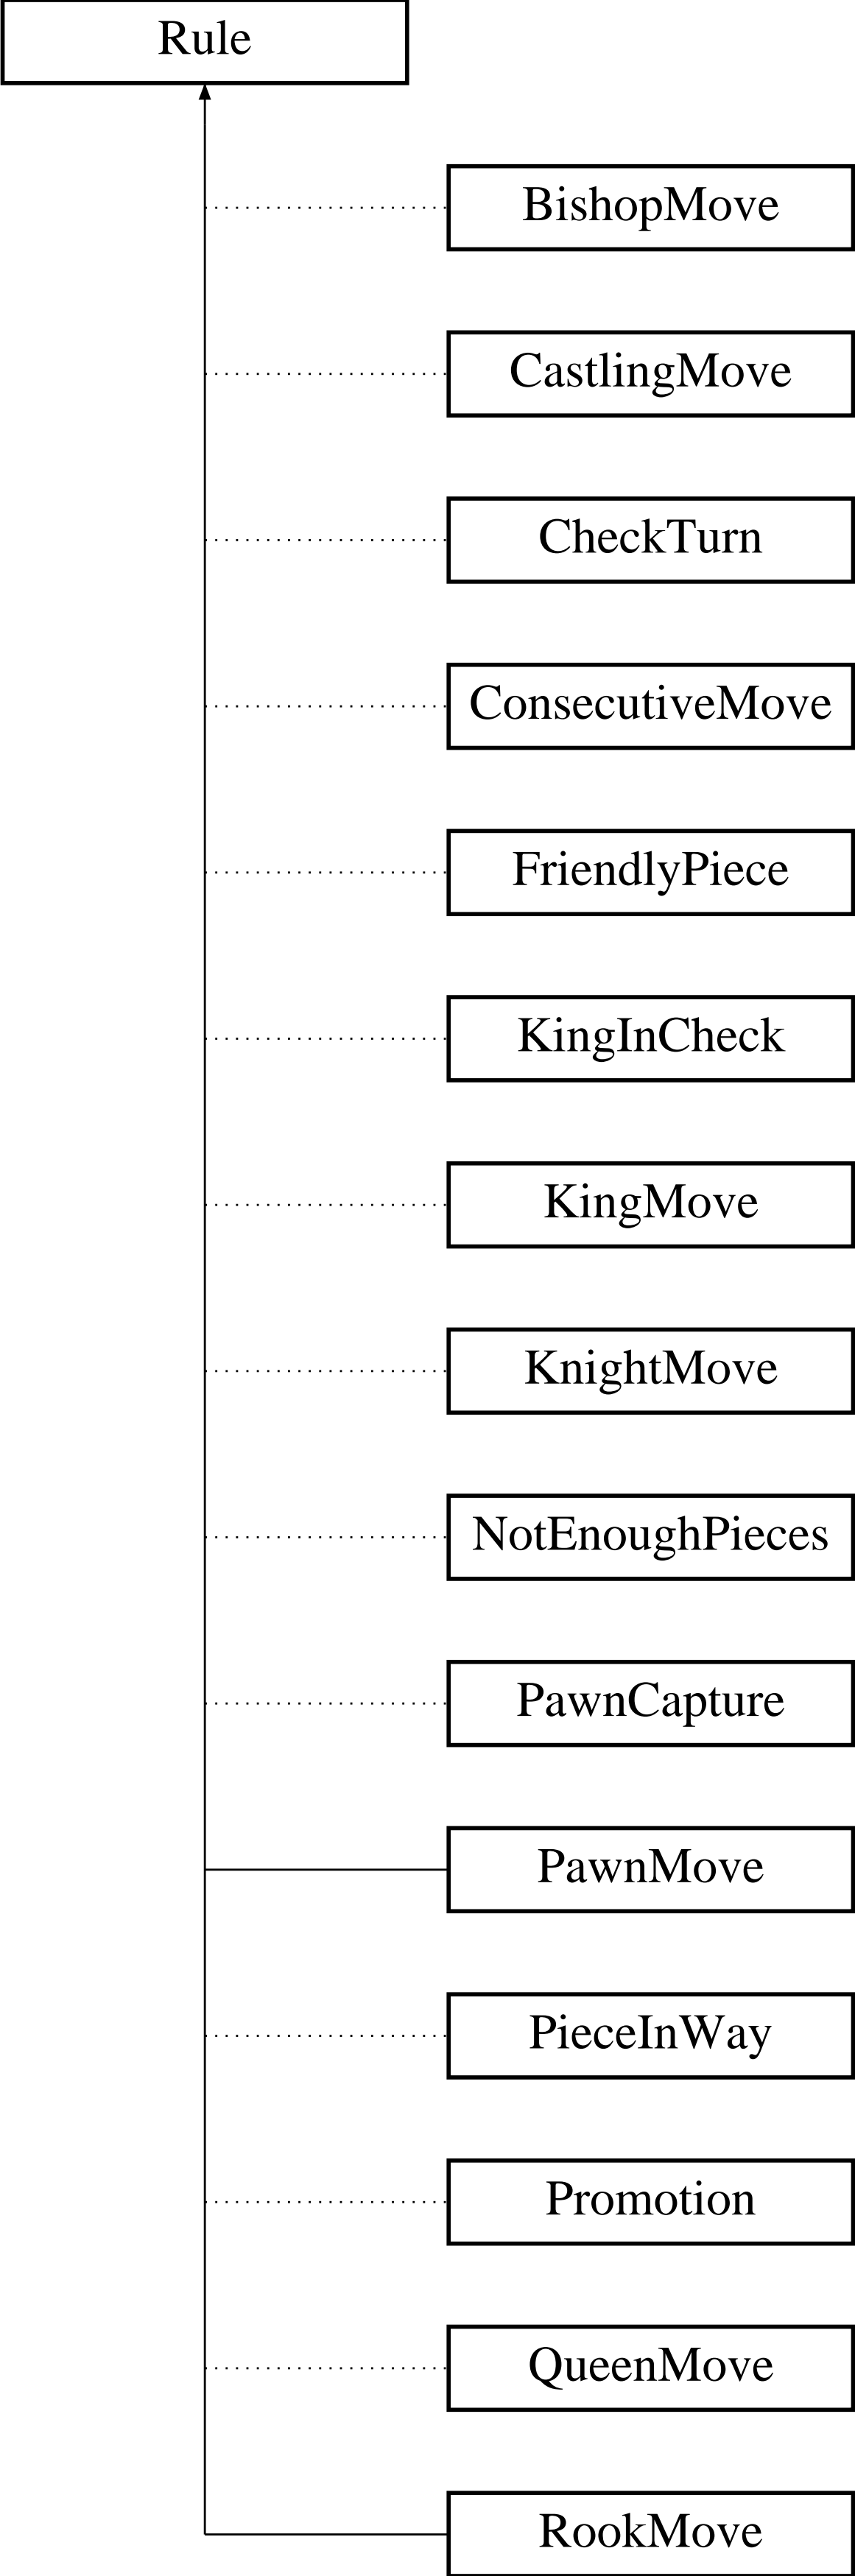 Rule
BishopMove
CastlingMove
CheckTurn
ConsecutiveMove
FriendlyPiece
KingInCheck
KingMove
KnightMove
NotEnoughPieces
PawnCapture
PawnMove
PieceInWay
Promotion
QueenMove
RookMove